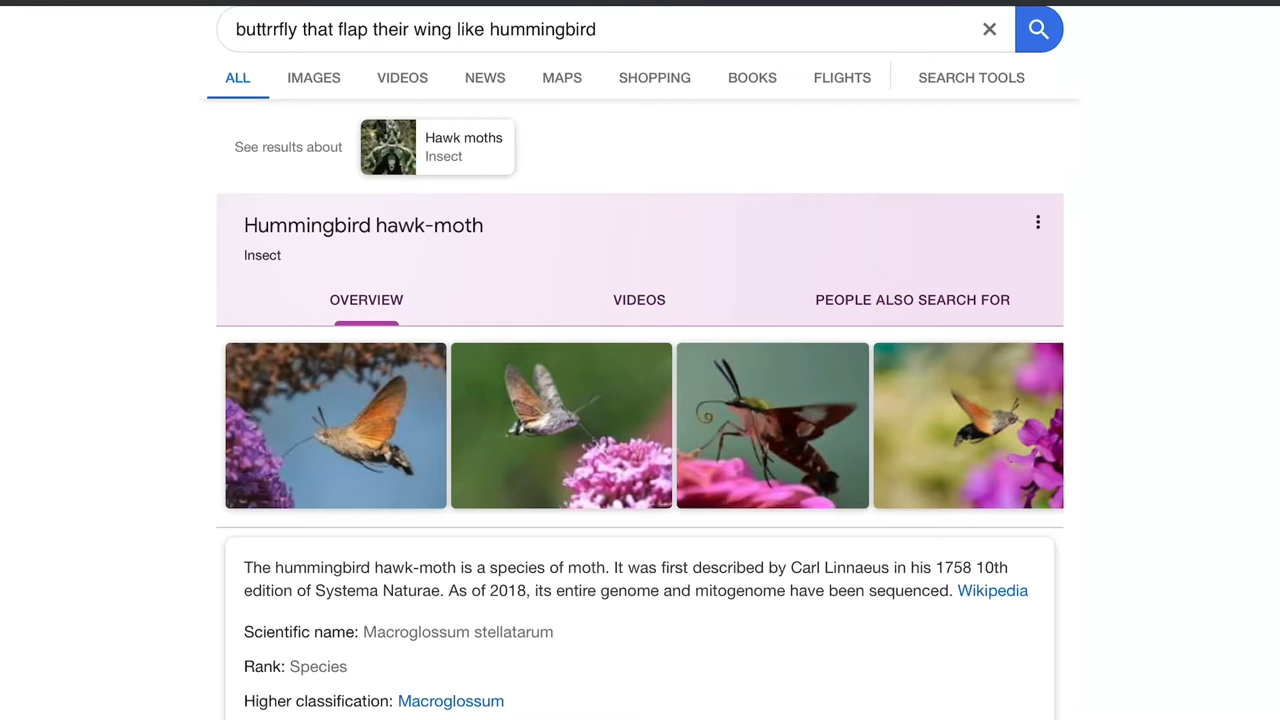 buttrrfly that flap their wing like hummingbird
ALL IMAGES VIDEOS NEWS MAPS SHOPPING BOOKS FLIGHTS SEARCH TOOLS
See results about
Hawk moths
Insect
Hummingbird hawk-moth
Insect
OVERVIEW VIDEOS PEOPLE ALSO SEARCH FOR
The hummingbird hawk-moth is a species of moth. It was first described by Carl Linnaeus in his 1758 10th
edition of Systema Naturae. As of 2018, its entire genome and mitogenome have been sequenced. Wikipedia
Scientific name: Macroglossum stellatarum
Rank: Species
Higher classification: Macroglossum